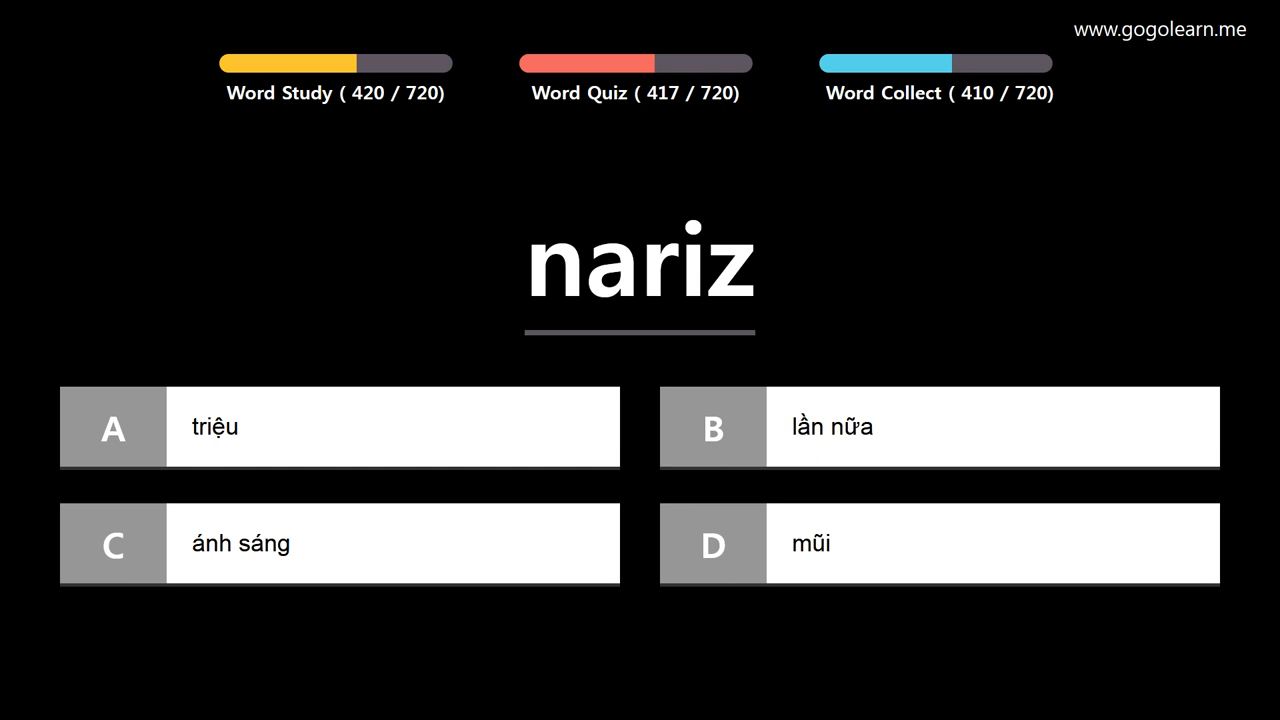 www.gogolearn.me
Word Study ( 420 / 720)
Word Quiz ( 417 / 720)
Word Collect ( 410 / 720)
nariz
A triệu
B lần nữa
C ánh sáng
D mũi